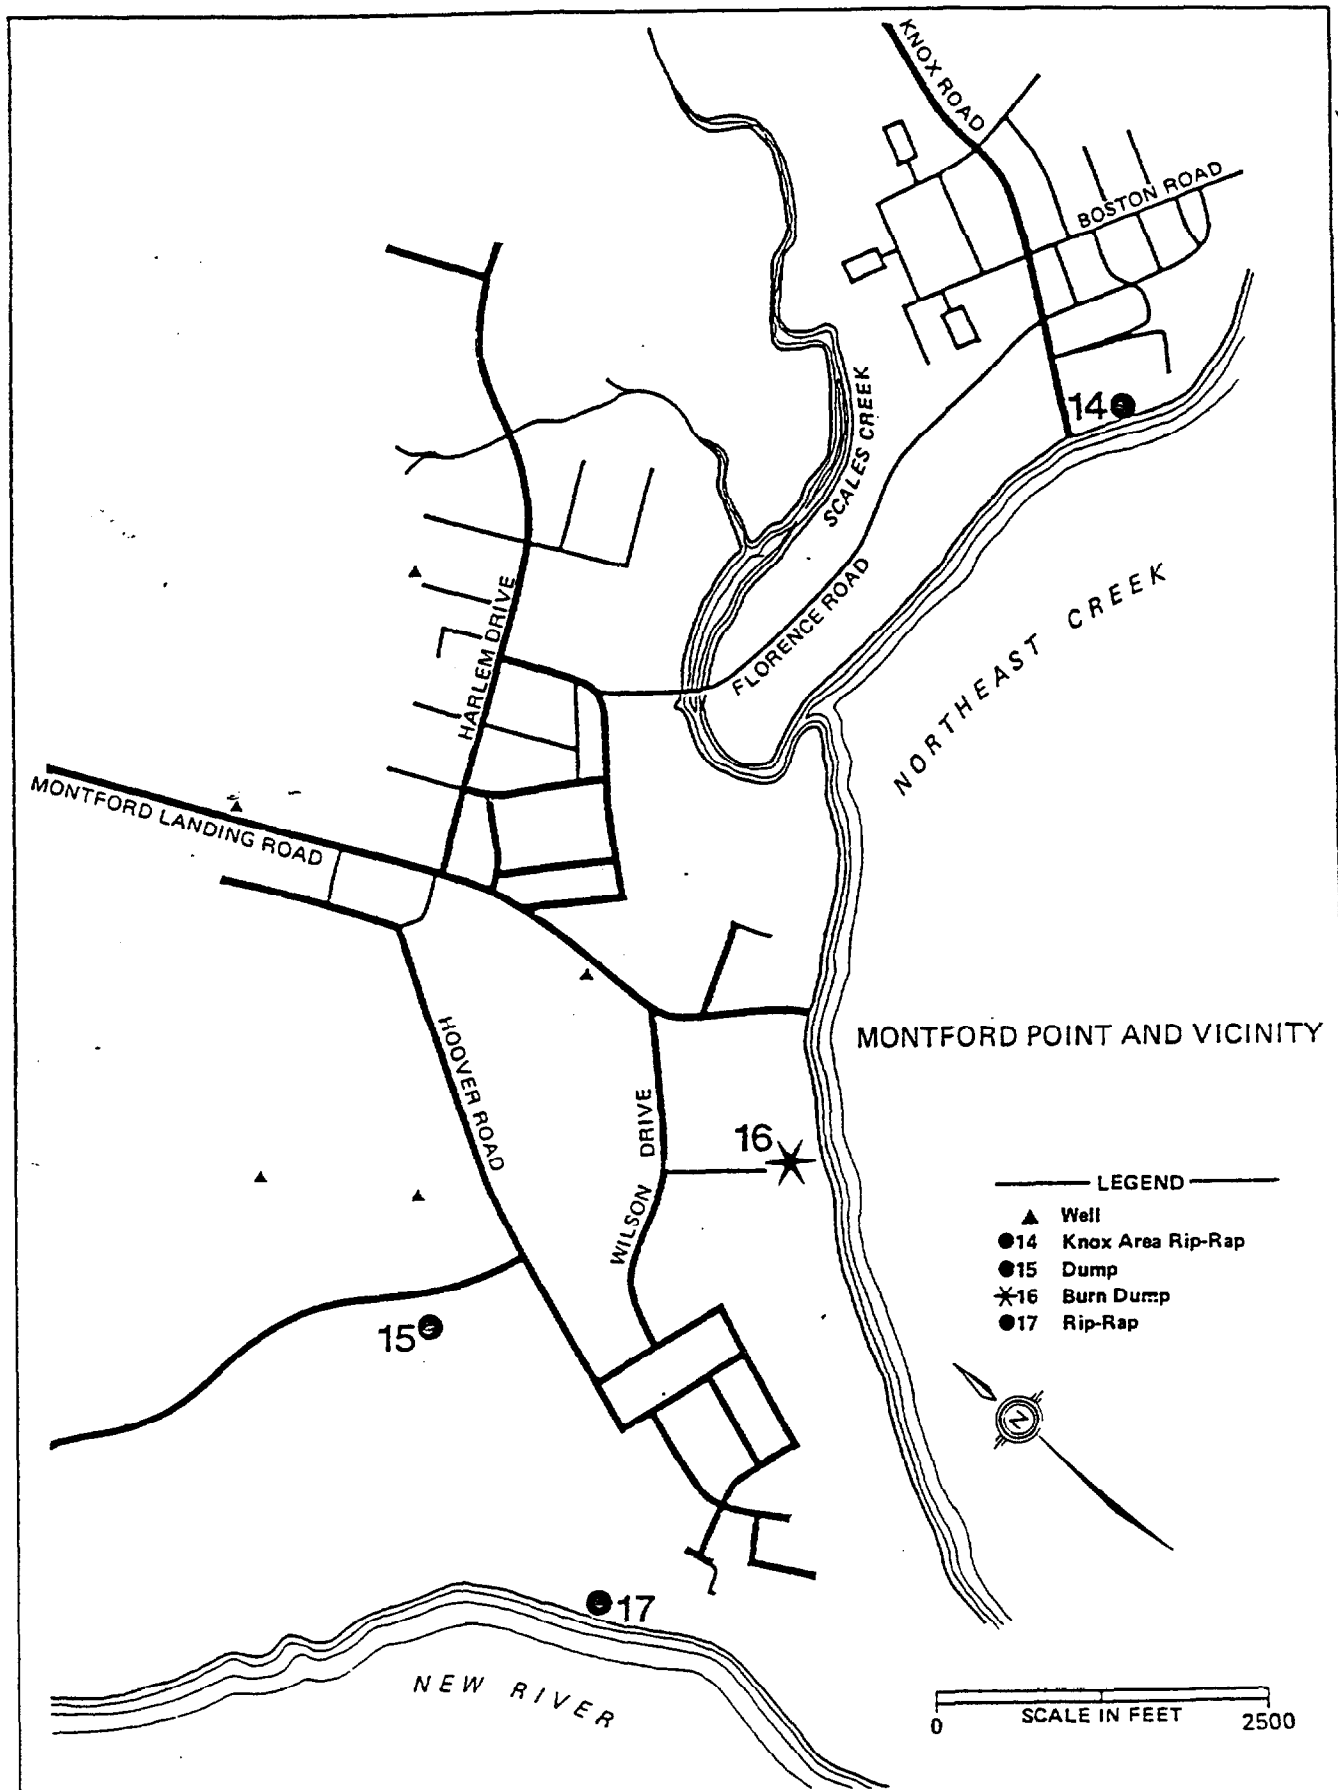 KNOX ROAD
BOSTON ROAD
14
SCALES CREEK
FLORENCE ROAD
NORTHEAST CREEK
HARLEM DRIVE
MONTFORD LANDING ROAD
HOOVER ROAD
MONTFORD POINT AND VICINITY
WILSON DRIVE
16
LEGEND
Well
14 Knox Area Rip-Rap
15 Dump
16 Burn Dump
17 Rip-Rap
15
N
17
NEW RIVER
SCALE IN FEET
0 2500